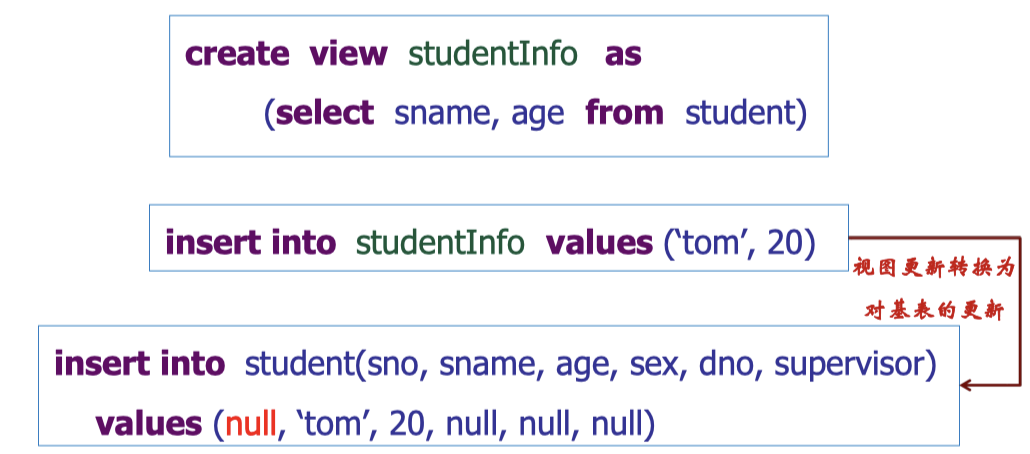 create view studentInfo as
(select sname, age from student)
insert into studentInfo values (‘tom’, 20)
视图更新转换为
对基表的更新
insert into student(sno, sname, age, sex, dno, supervisor)
values (null, ‘tom’, 20, null, null, null)